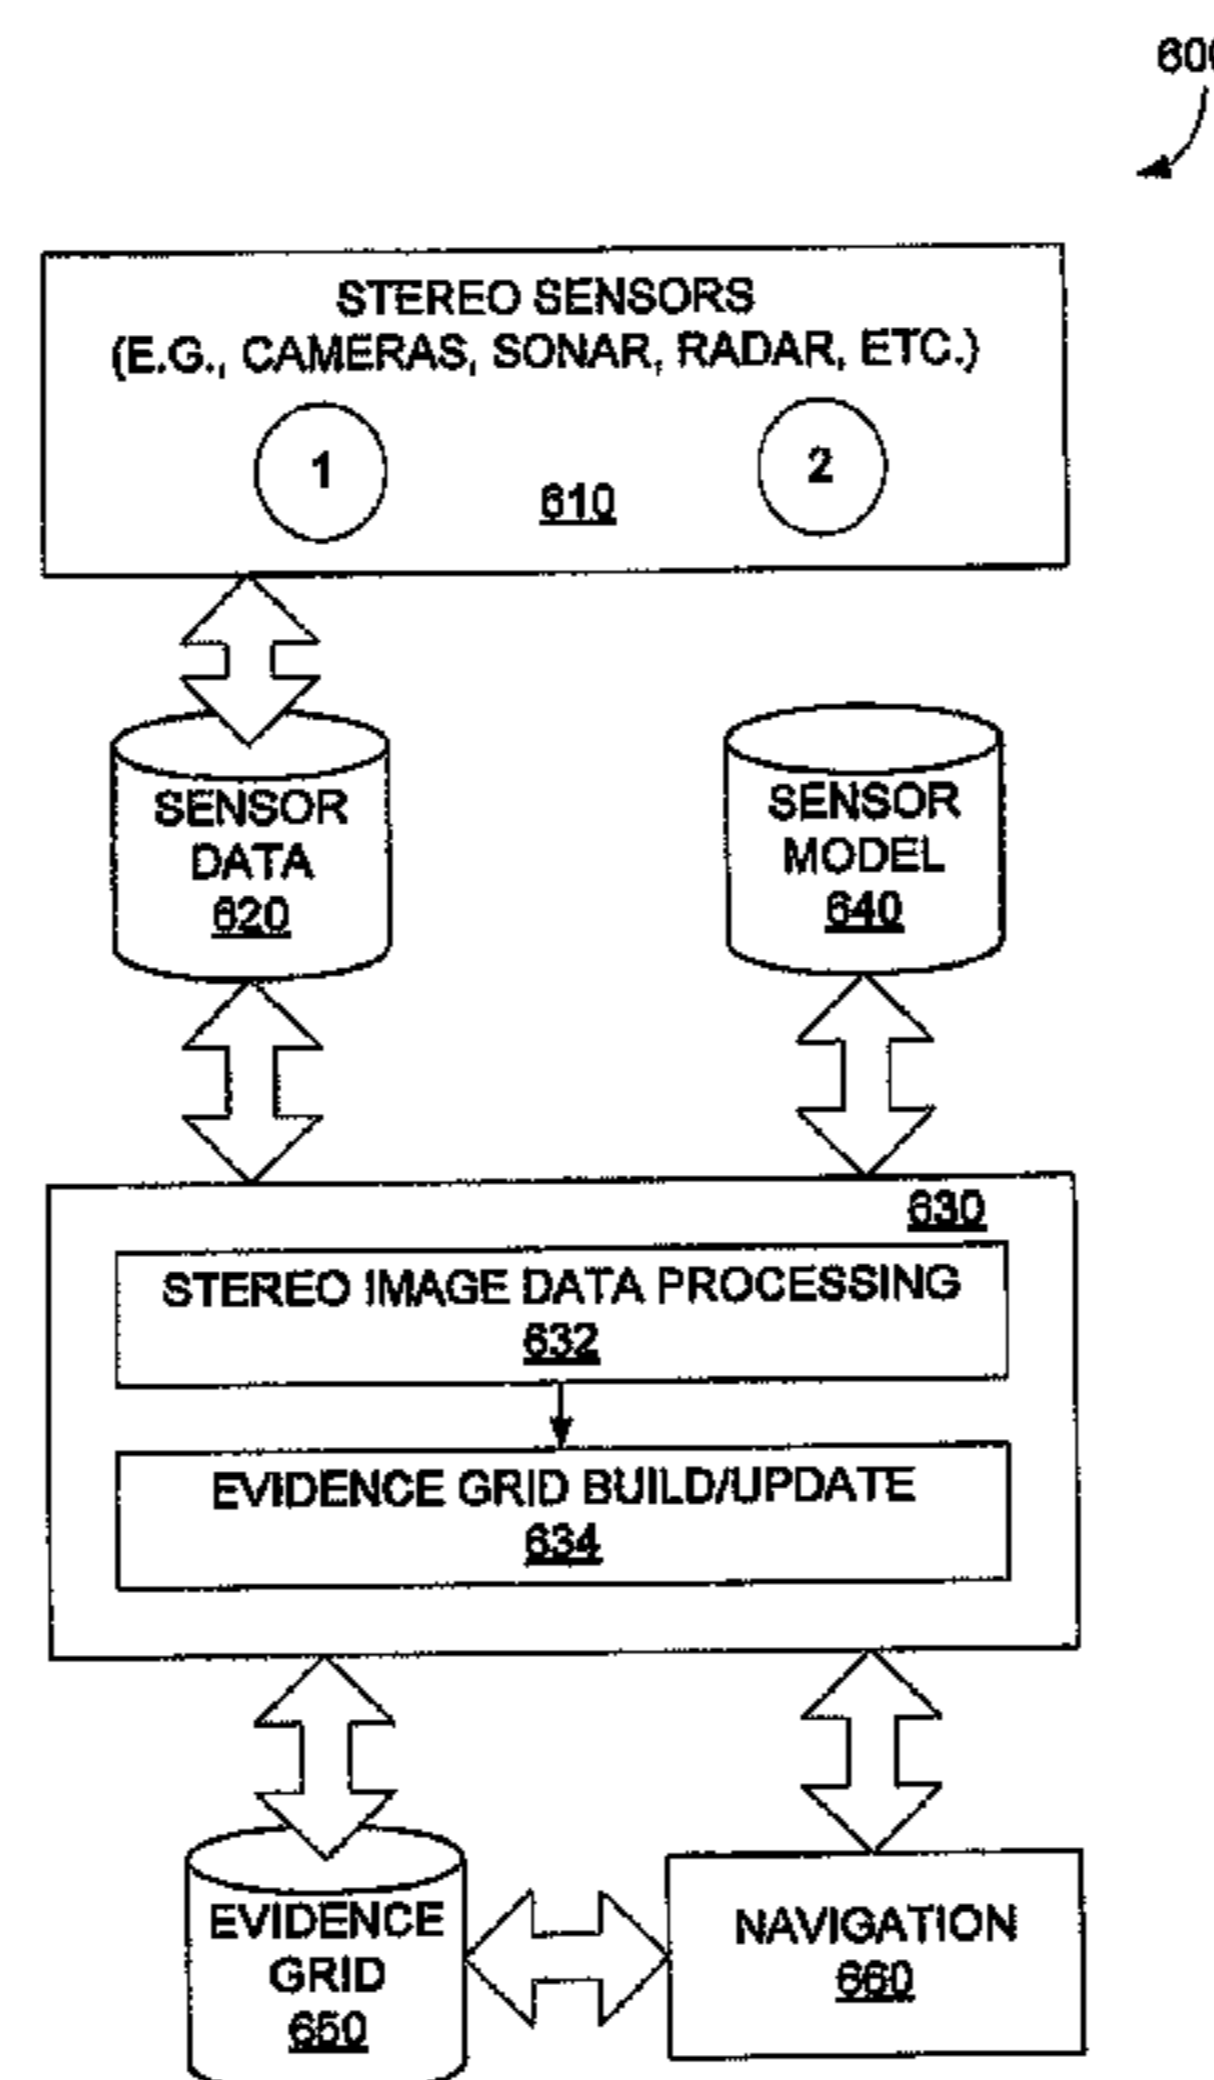 600
STEREO SENSORS
(E.G., CAMERAS, SONAR, RADAR, ETC.)
1
2
610
SENSOR
DATA
620
SENSOR
MODEL
640
630
STEREO IMAGE DATA PROCESSING
632
EVIDENCE GRID BUILD/UPDATE
634
EVIDENCE
GRID
650
NAVIGATION
660